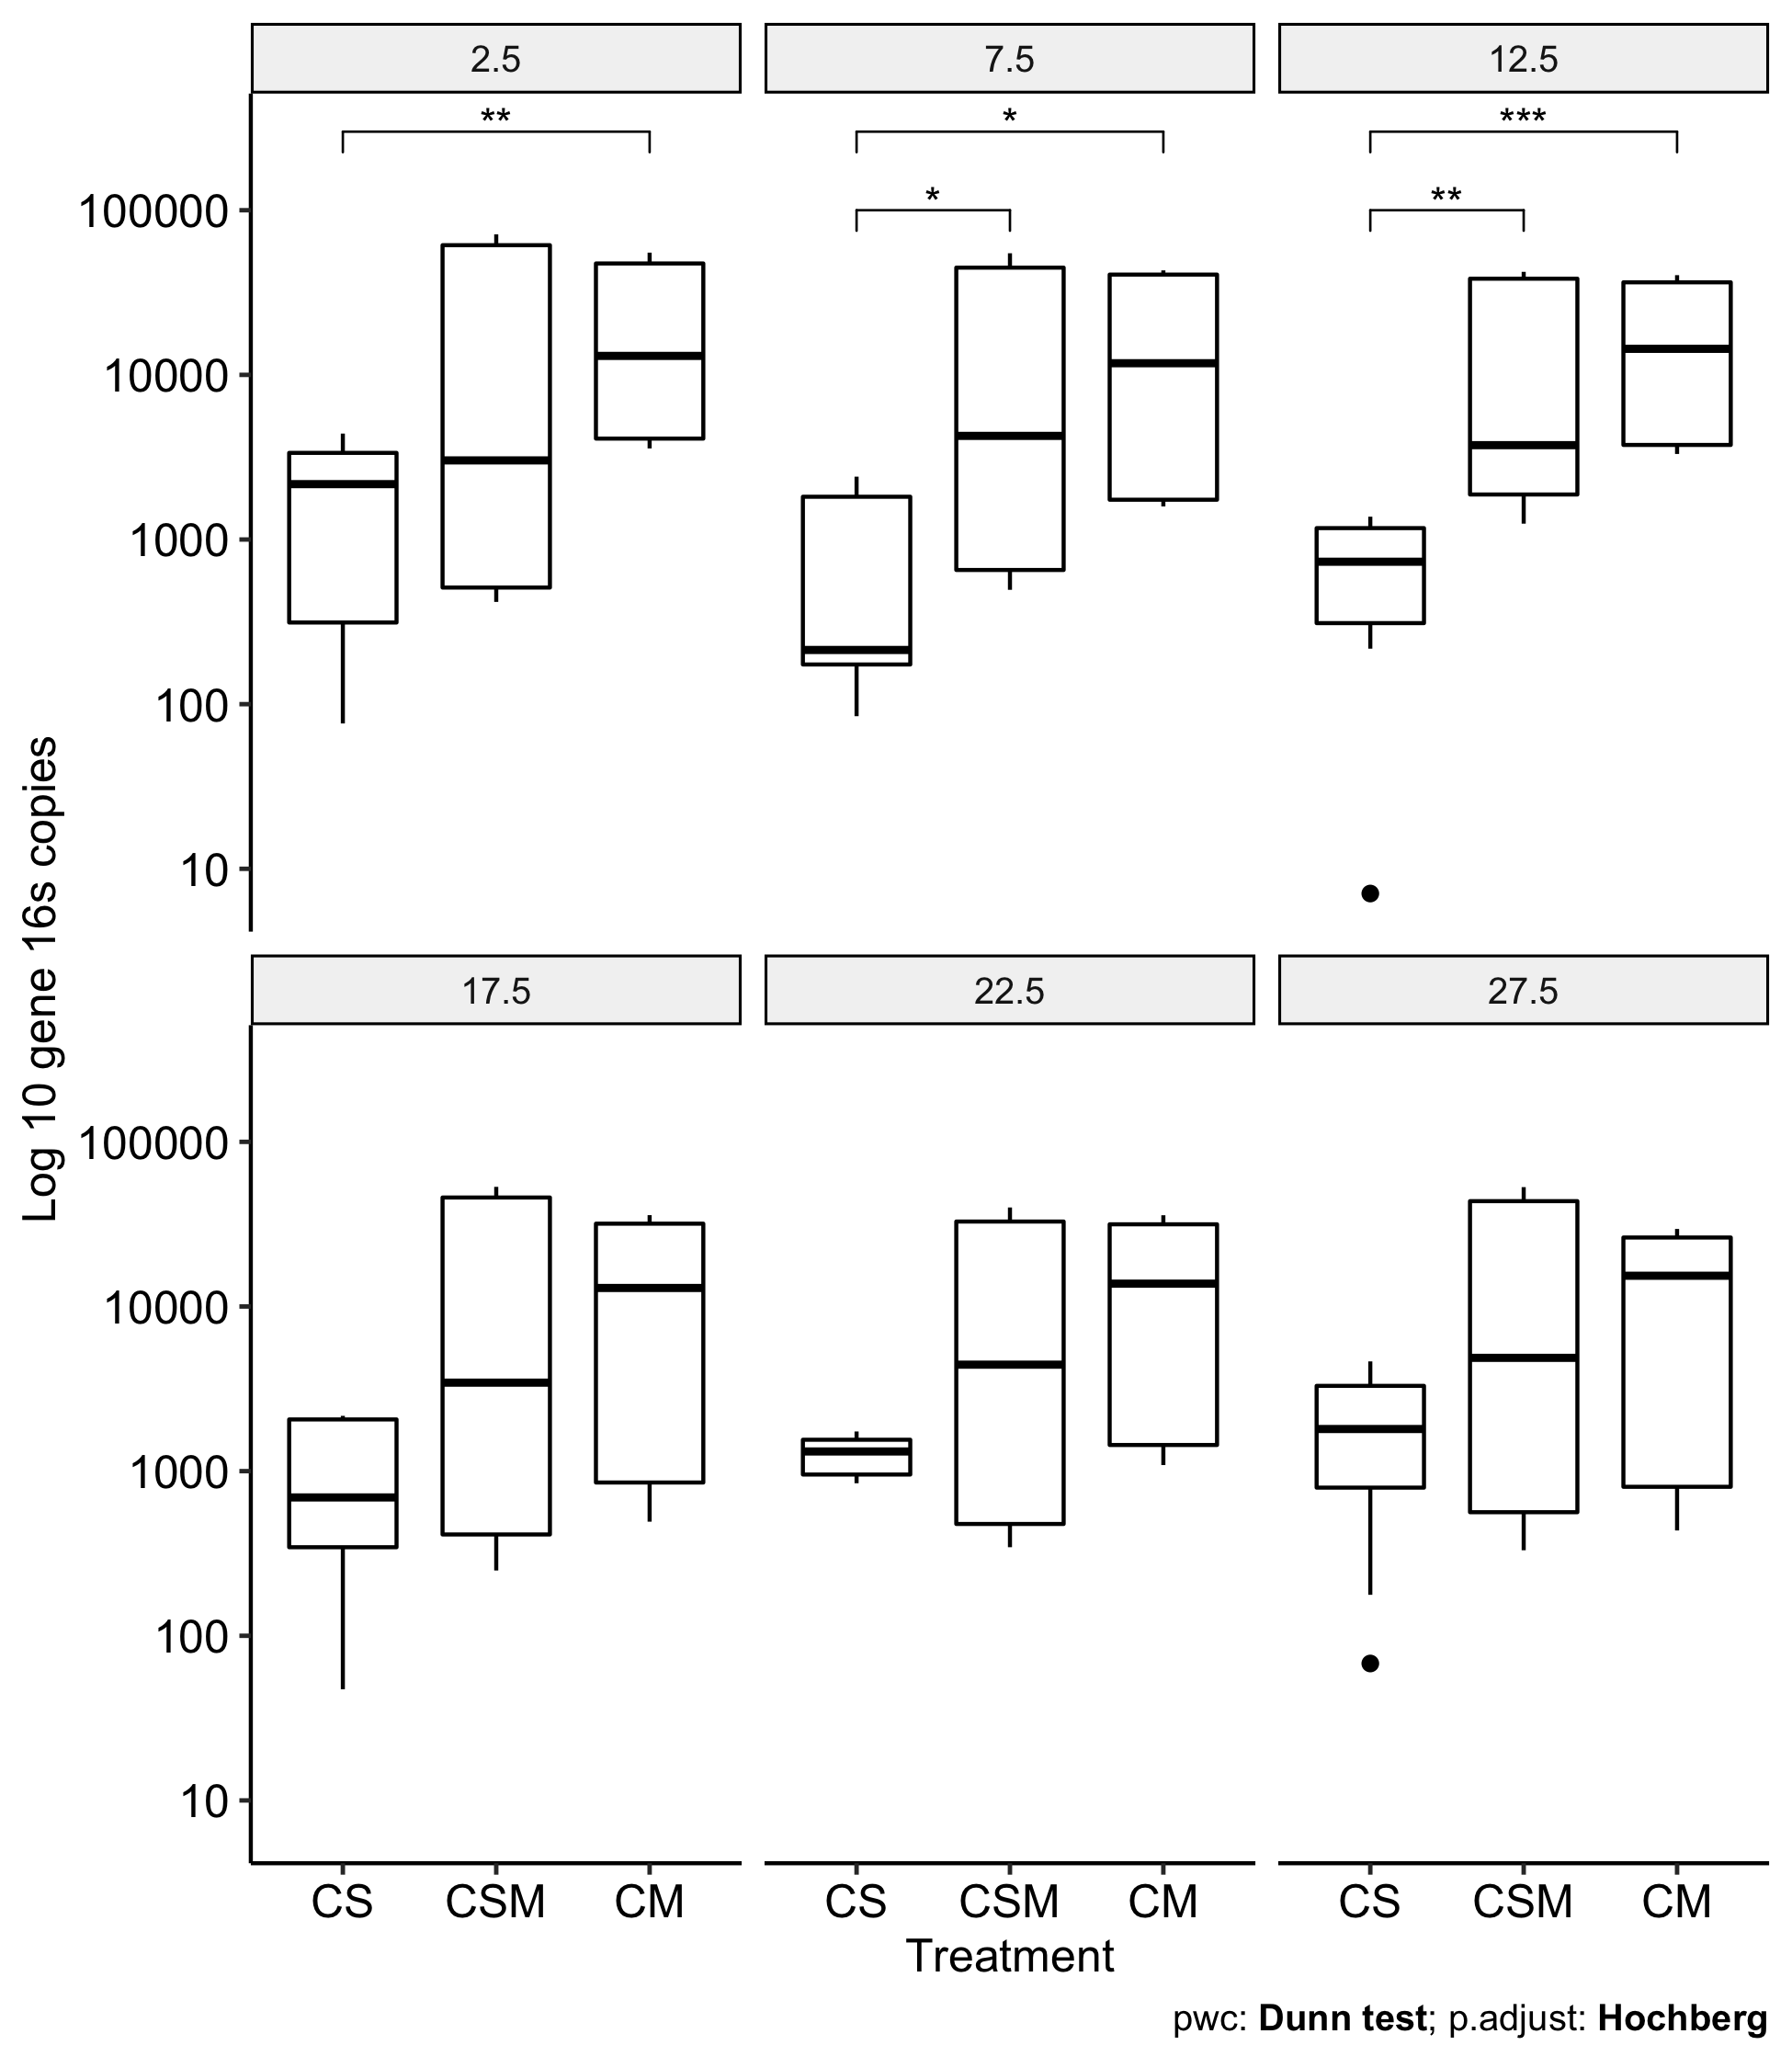 2.5 7.5 12.5
** * ***
100000 * **
10000
1000
100
10
Log 10 gene 16s copies
17.5 22.5 27.5
100000
10000
1000
100
10
CS CSM CM CS CSM CM CS CSM CM
Treatment
pwc: Dunn test; p.adjust: Hochberg